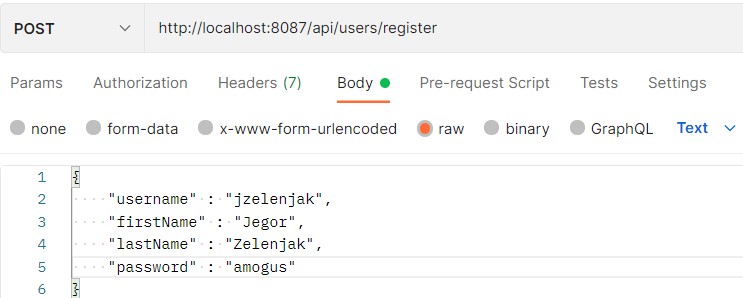 POST http://localhost:8087/api/users/register
Params Authorization Headers (7) Body Pre-request Script Tests Settings
none form-data x-www-form-urlencoded raw binary GraphQL Text
1 {
2 "username" : "jzelenjak",
3 "firstName" : "Jegor",
4 "lastName" : "Zelenjak",
5 "password" : "amogus"
6 }